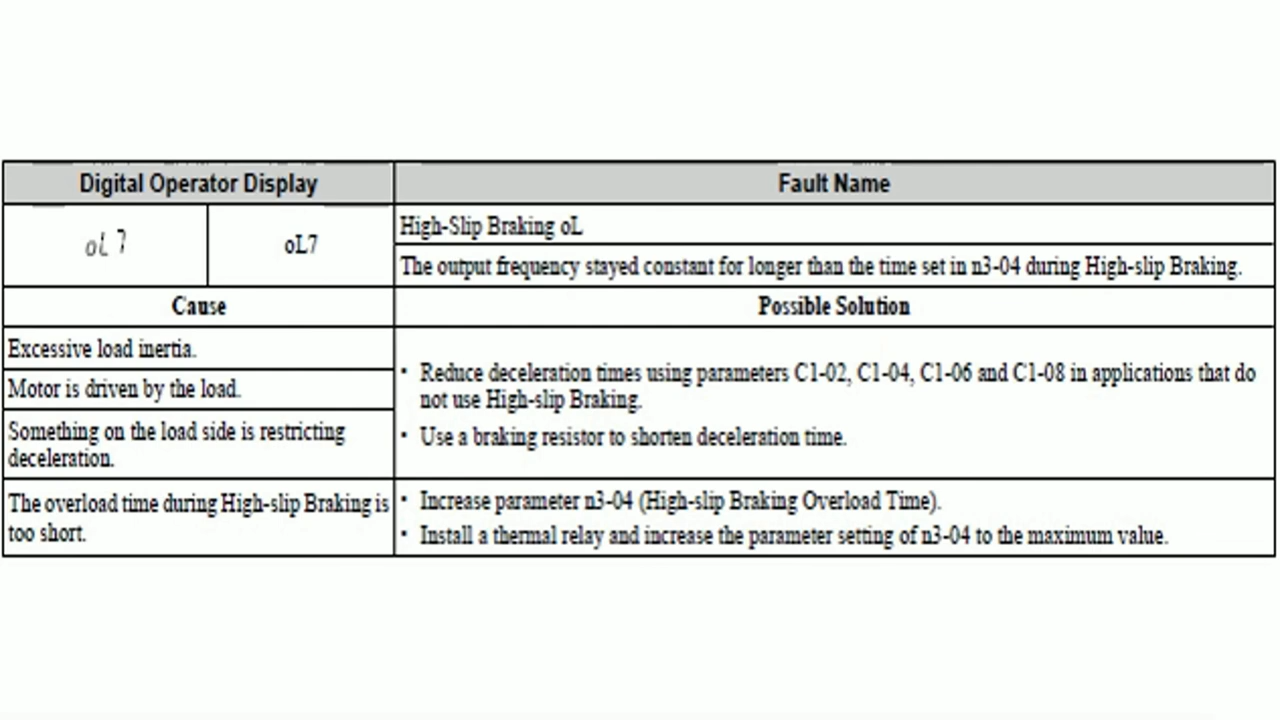 Digital Operator Display
Fault Name
oL7
oL7
High-Slip Braking oL
The output frequency stayed constant for longer than the time set in n3-04 during High-slip Braking.
Cause
Possible Solution
Excessive load inertia.
Motor is driven by the load.
Something on the load side is restricting
deceleration.
• Reduce deceleration times using parameters C1-02, C1-04, C1-06 and C1-08 in applications that do
not use High-slip Braking.
• Use a braking resistor to shorten deceleration time.
The overload time during High-slip Braking is
too short.
• Increase parameter n3-04 (High-slip Braking Overload Time).
• Install a thermal relay and increase the parameter setting of n3-04 to the maximum value.